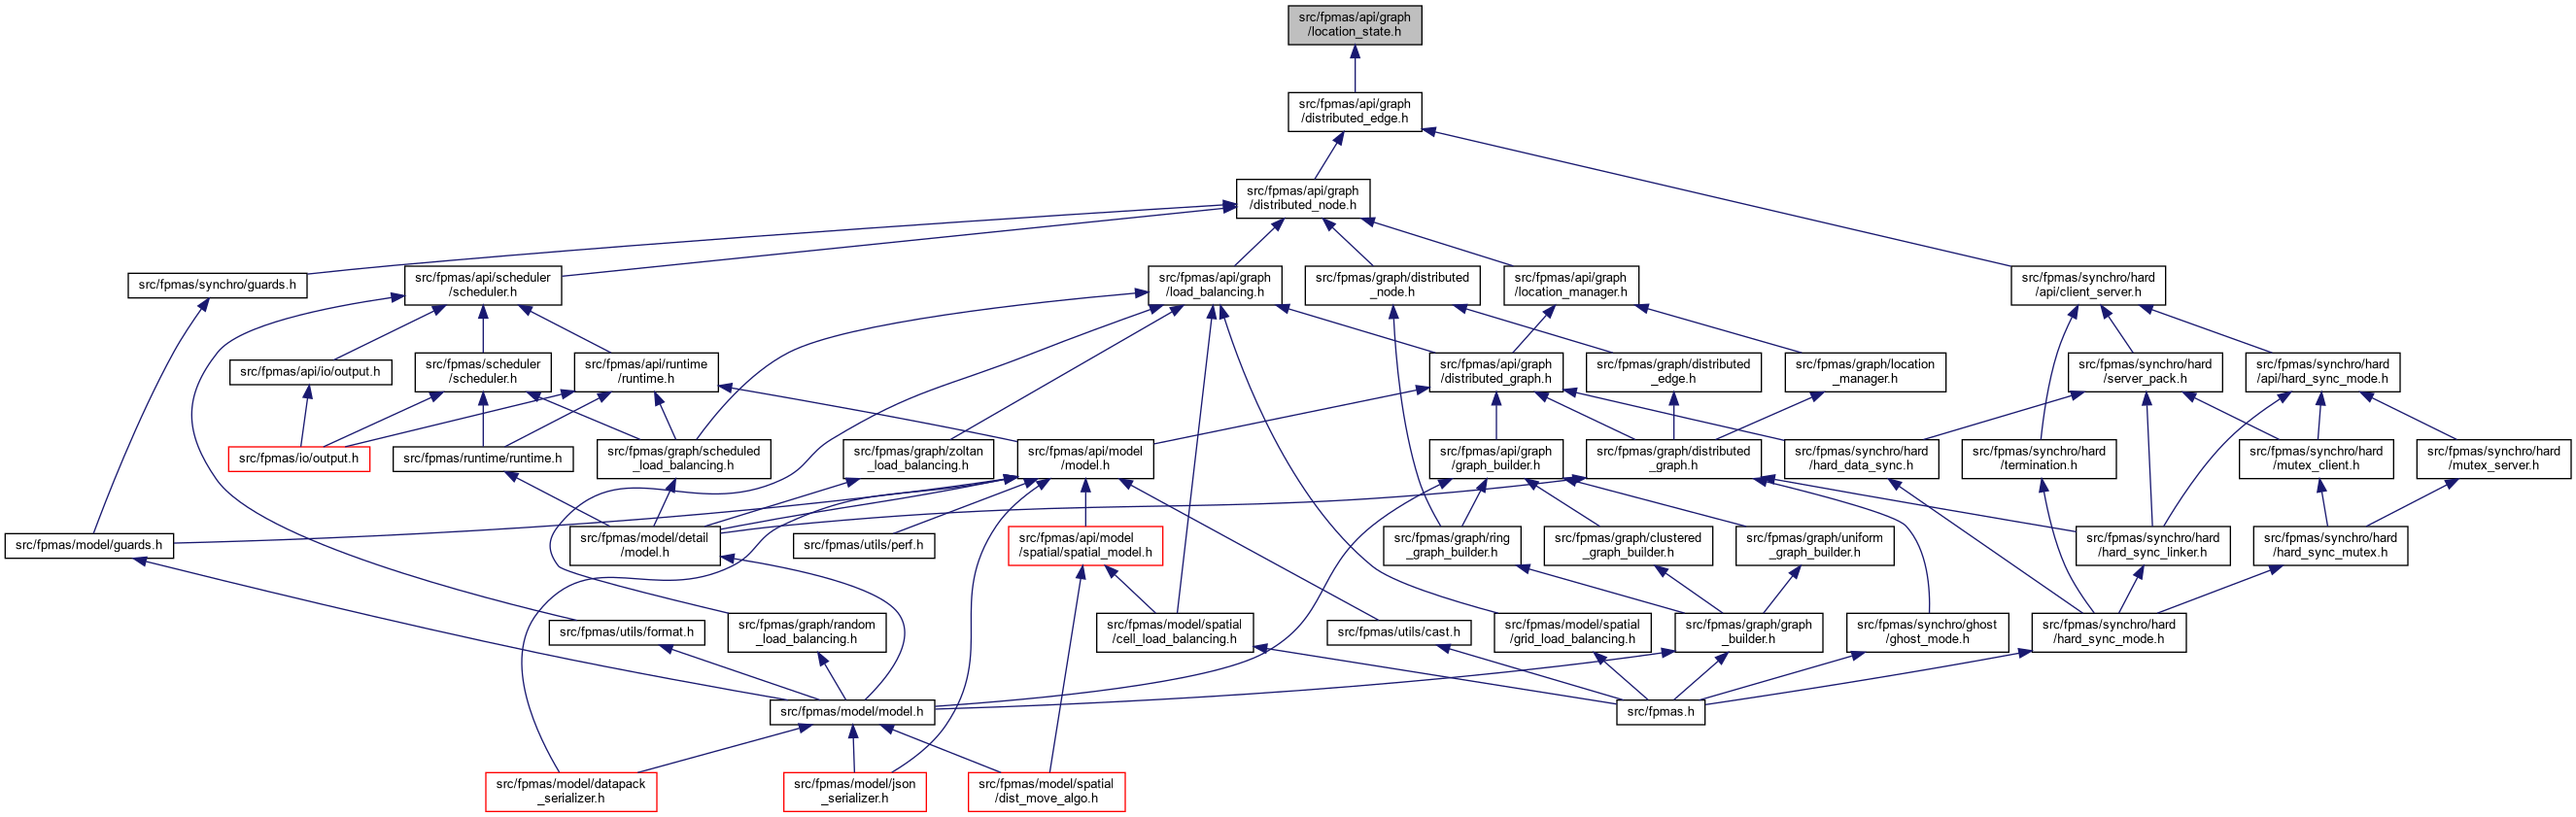 src/fpmas/api/graph
/location_state.h
src/fpmas/api/graph
/distributed_edge.h
src/fpmas/api/graph
/distributed_node.h
src/fpmas/synchro/guards.h
src/fpmas/api/scheduler
/scheduler.h
src/fpmas/api/graph
/load_balancing.h
src/fpmas/graph/distributed
_node.h
src/fpmas/api/graph
/location_manager.h
src/fpmas/synchro/hard
/api/client_server.h
src/fpmas/api/io/output.h
src/fpmas/scheduler
/scheduler.h
src/fpmas/api/runtime
/runtime.h
src/fpmas/api/graph
/distributed_graph.h
src/fpmas/graph/distributed
_edge.h
src/fpmas/graph/location
_manager.h
src/fpmas/synchro/hard
/server_pack.h
src/fpmas/synchro/hard
/api/hard_sync_mode.h
src/fpmas/io/output.h
src/fpmas/runtime/runtime.h
src/fpmas/graph/scheduled
_load_balancing.h
src/fpmas/graph/zoltan
_load_balancing.h
src/fpmas/api/model
/model.h
src/fpmas/api/graph
/graph_builder.h
src/fpmas/graph/distributed
_graph.h
src/fpmas/synchro/hard
/hard_data_sync.h
src/fpmas/synchro/hard
/termination.h
src/fpmas/synchro/hard
/mutex_client.h
src/fpmas/synchro/hard
/mutex_server.h
src/fpmas/model/guards.h
src/fpmas/model/detail
/model.h
src/fpmas/utils/perf.h
src/fpmas/api/model
/spatial/spatial_model.h
src/fpmas/graph/ring
_graph_builder.h
src/fpmas/graph/clustered
_graph_builder.h
src/fpmas/graph/uniform
_graph_builder.h
src/fpmas/synchro/hard
/hard_sync_linker.h
src/fpmas/synchro/hard
/hard_sync_mutex.h
src/fpmas/utils/format.h
src/fpmas/graph/random
_load_balancing.h
src/fpmas/model/spatial
/cell_load_balancing.h
src/fpmas/utils/cast.h
src/fpmas/model/spatial
/grid_load_balancing.h
src/fpmas/graph/graph
_builder.h
src/fpmas/synchro/ghost
/ghost_mode.h
src/fpmas/synchro/hard
/hard_sync_mode.h
src/fpmas/model/model.h
src/fpmas.h
src/fpmas/model/datapack
_serializer.h
src/fpmas/model/json
_serializer.h
src/fpmas/model/spatial
/dist_move_algo.h